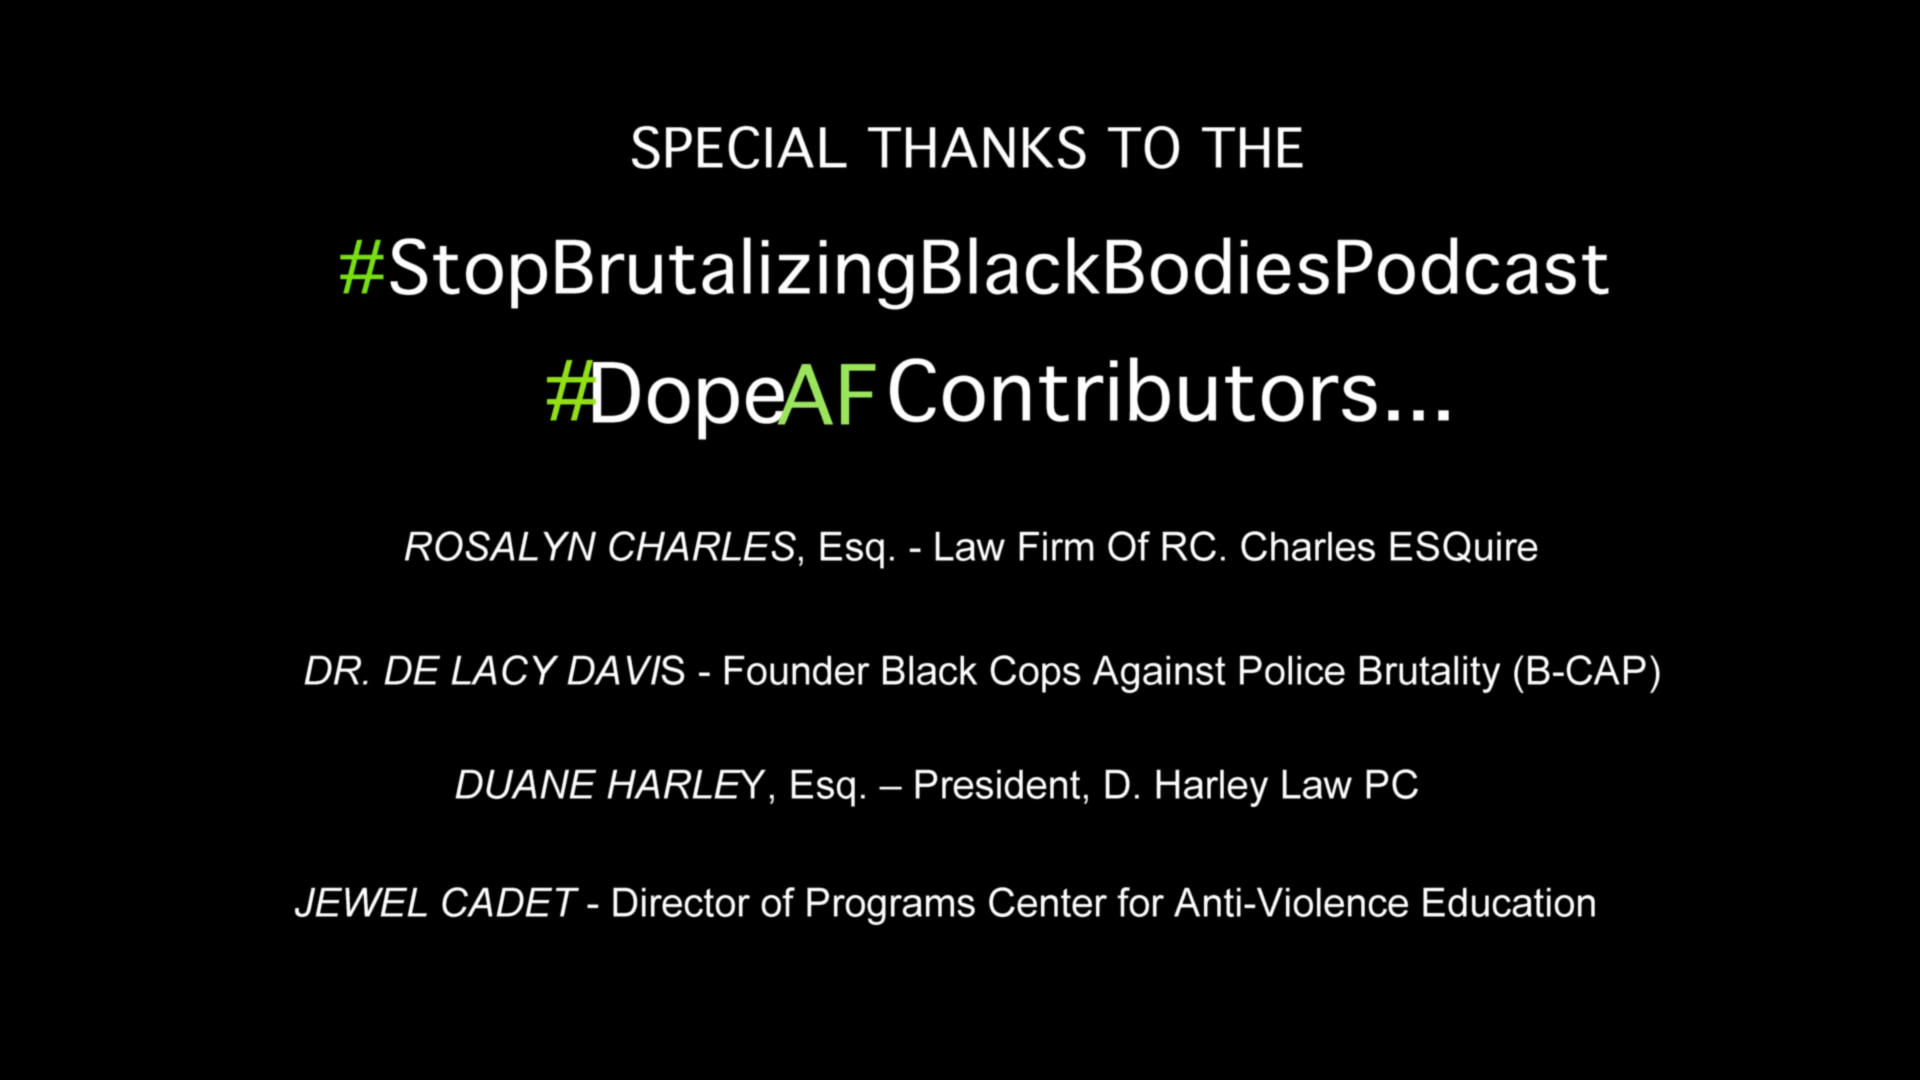 SPECIAL THANKS TO THE
#StopBrutalizingBlackBodiesPodcast
#DopeAF Contributors...
ROSALYN CHARLES, Esq. - Law Firm Of RC. Charles ESQuire
DR. DE LACY DAVIS - Founder Black Cops Against Police Brutality (B-CAP)
DUANE HARLEY, Esq. – President, D. Harley Law PC
JEWEL CADET - Director of Programs Center for Anti-Violence Education